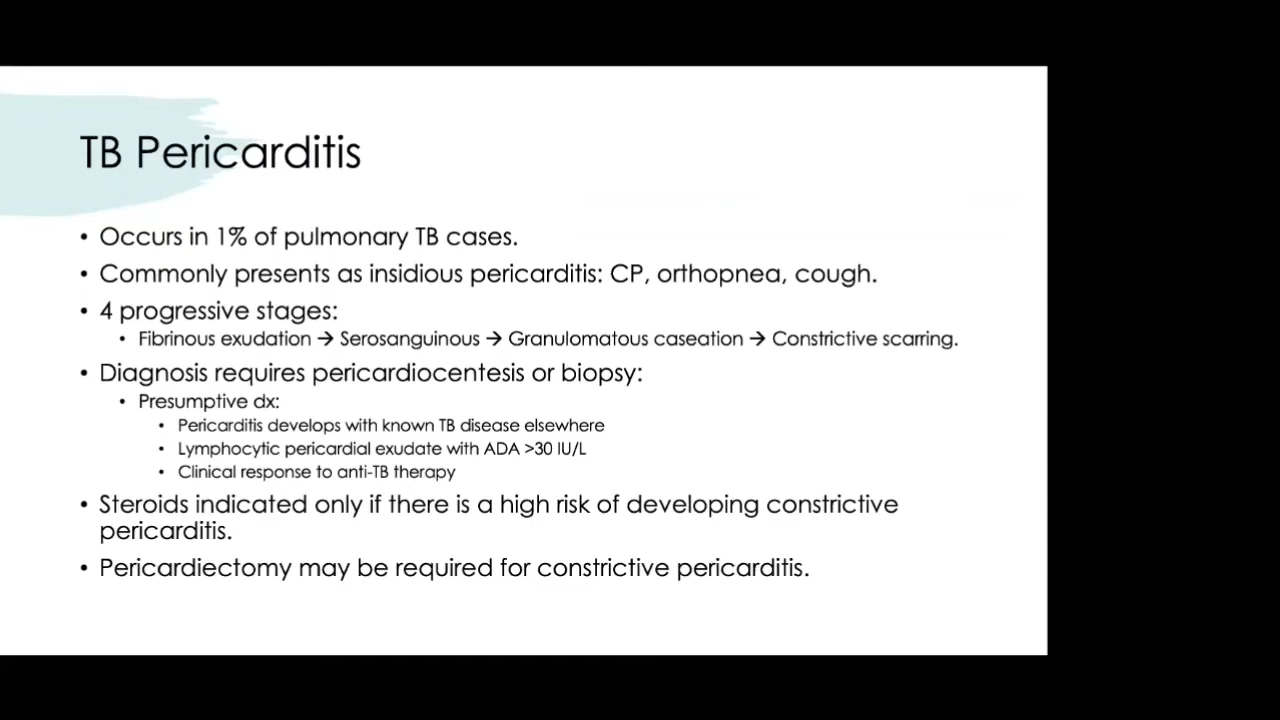 TB Pericarditis
• Occurs in 1% of pulmonary TB cases.
• Commonly presents as insidious pericarditis: CP, orthopnea, cough.
• 4 progressive stages:
• Fibrinous exudation → Serosanguinous → Granulomatous caseation → Constrictive scarring.
• Diagnosis requires pericardiocentesis or biopsy:
• Presumptive dx:
• Pericarditis develops with known TB disease elsewhere
• Lymphocytic pericardial exudate with ADA >30 IU/L
• Clinical response to anti-TB therapy
• Steroids indicated only if there is a high risk of developing constrictive
pericarditis.
• Pericardiectomy may be required for constrictive pericarditis.